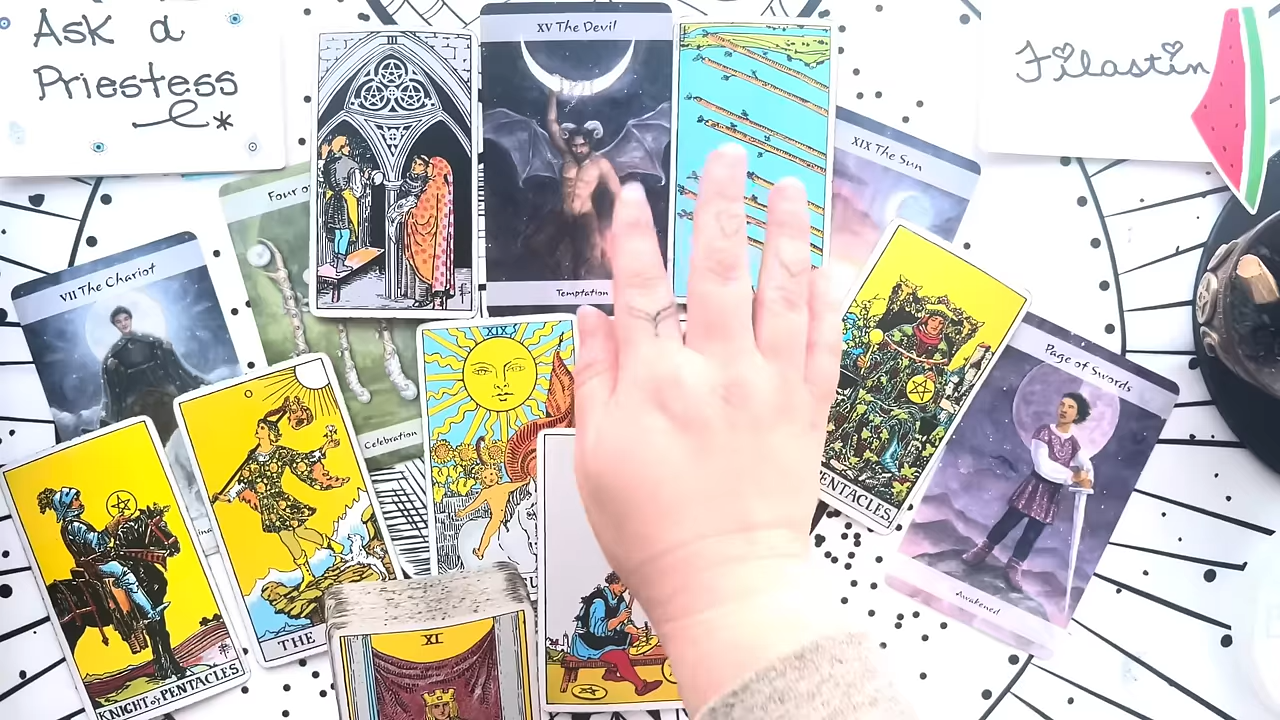 Ask a
Priestess
Filastin
III
XV The Devil
Temptation
XIX The Sun
Four o
VII The Chariot
Celebration
XIX
KNIGHT of PENTACLES
THE
XI
PENTACLES
Page of Swords
Awakened